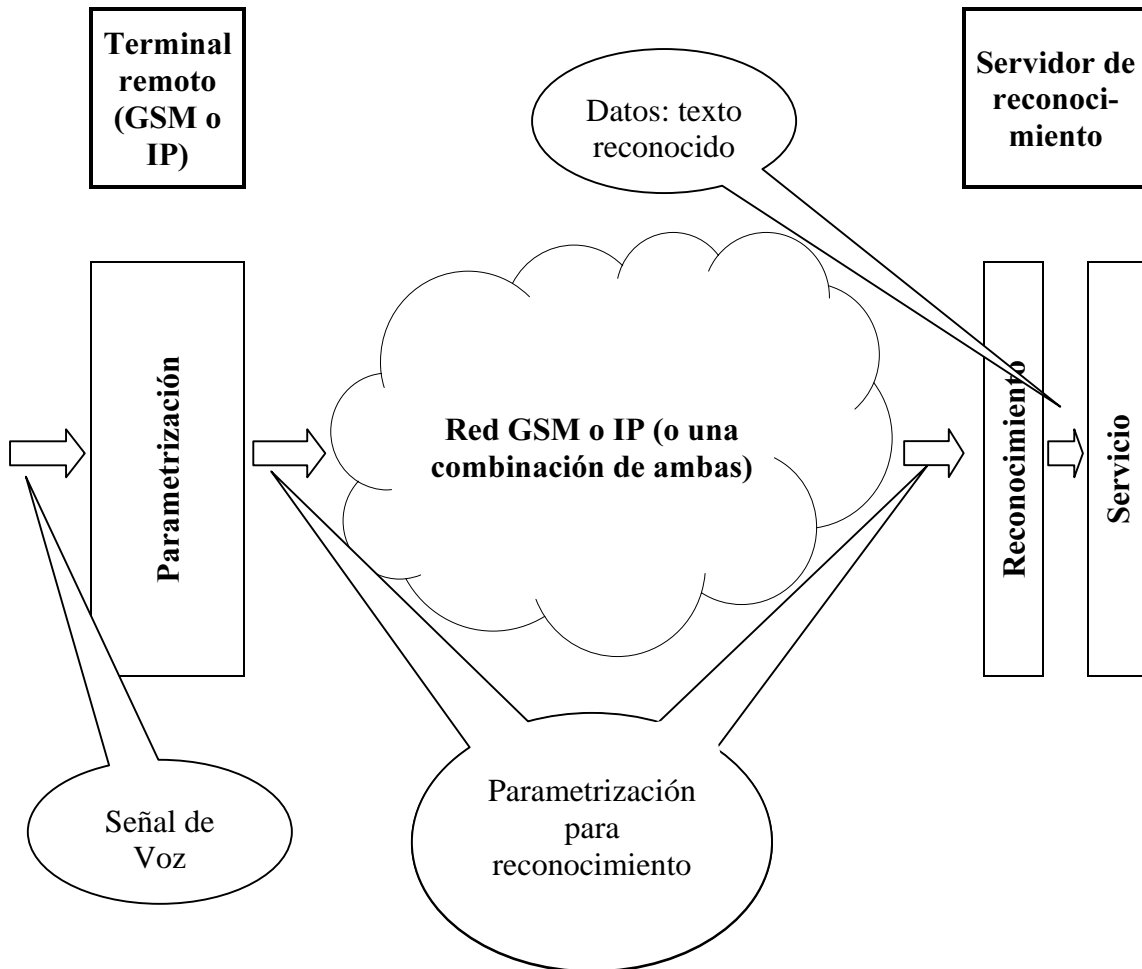 Terminal
remoto
(GSM o
IP)
Datos: texto
reconocido
Servidor de
reconoci-
miento
Parametrización
Red GSM o IP (o una
combinación de ambas)
Reconocimiento
Servicio
Señal de
Voz
Parametrización
para
reconocimiento